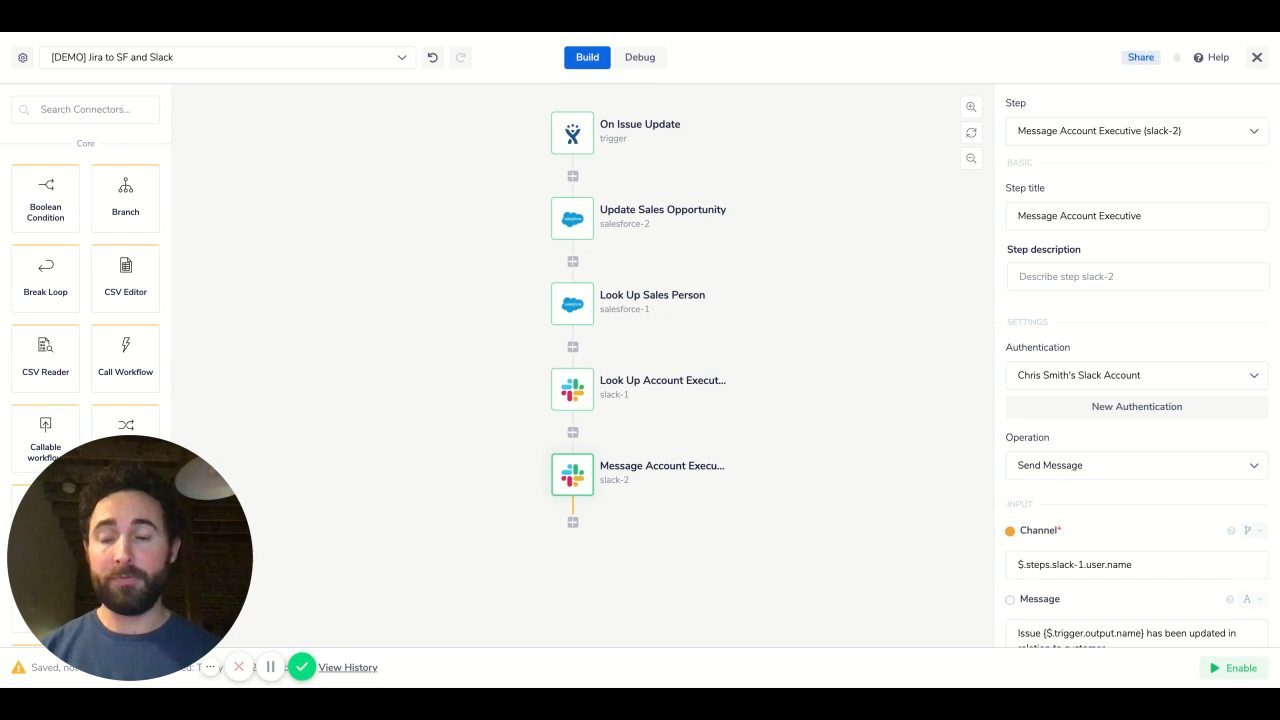 [DEMO] Jira to SF and Slack
Build
Debug
Share
Help
Search Connectors...
Core
Boolean
Condition
Branch
Break Loop
CSV Editor
CSV Reader
Call Workflow
Callable
On Issue Update
trigger
Update Sales Opportunity
salesforce-2
Look Up Sales Person
salesforce-1
Look Up Account Execut...
slack-1
Message Account Execu...
slack-2
Step
Message Account Executive (slack-2)
BASIC
Step title
Message Account Executive
Step description
Describe step slack-2
SETTINGS
Authentication
Chris Smith's Slack Account
New Authentication
Operation
Send Message
INPUT
Channel*
$.steps.slack-1.user.name
Message
A
Issue {$.trigger.output.name} has been updated in
relation to customer
Saved,
View History
Enable